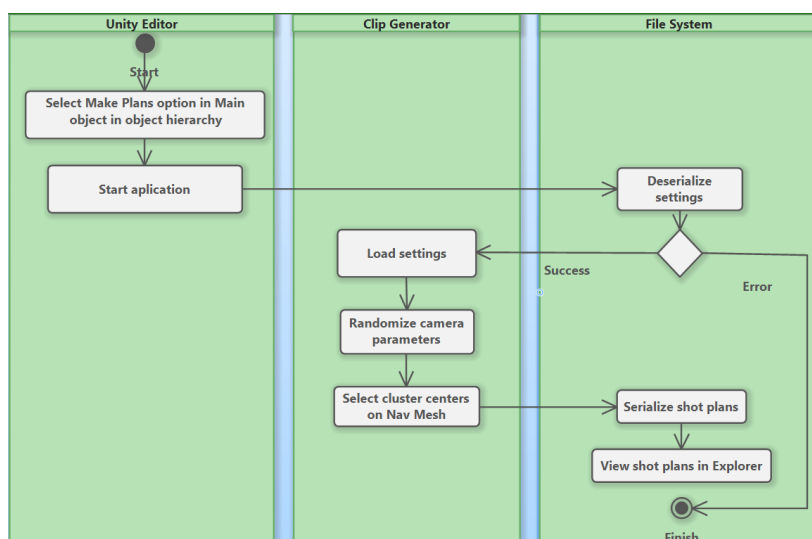 Unity Editor
Clip Generator
File System
Start
Select Make Plans option in Main
object in object hierarchy
Start aplication
Deserialize
settings
Load settings
Success
Error
Randomize camera
parameters
Select cluster centers
on Nav Mesh
Serialize shot plans
View shot plans in Explorer
Finish